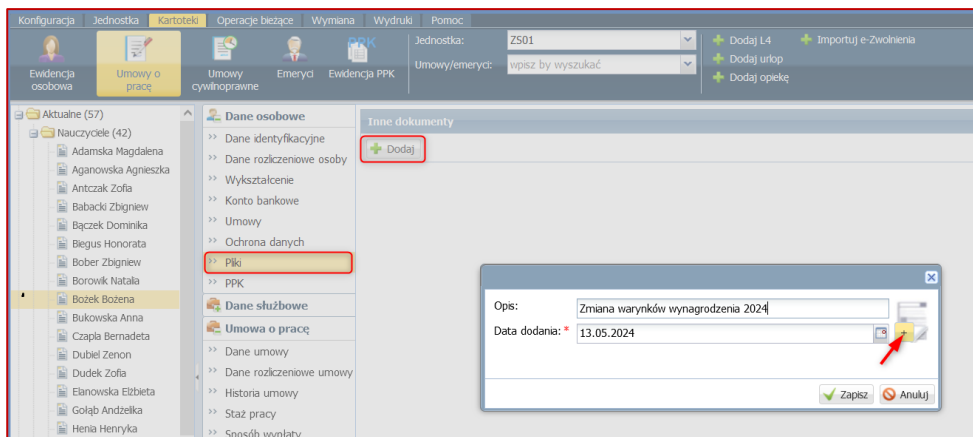 Konfiguracja Jednostka Kartoteki Operacje bieżące Wymiana Wydruki Pomoc
Ewidencja osobowa
Umowy o pracę
Umowy cywilnoprawne
Emeryci
PPK
Ewidencja PPK
Jednostka: ZS01
Umowy/emeryci: wpisz by wyszukać
Dodaj L4
Importuj e-Zwolnienia
Dodaj urlop
Dodaj opiekę
Aktualne (57)
Nauczyciele (42)
Adamska Magdalena
Aganowska Agnieszka
Antczak Zofia
Babacki Zbigniew
Bączek Dominika
Biegus Honorata
Bober Zbigniew
Borowik Natalia
Bożek Bożena
Bukowska Anna
Czapla Bernadeta
Dubiel Zenon
Dudek Zofia
Elanowska Elżbieta
Gołąb Andżelika
Henia Henryka
Dane osobowe
Dane identyfikacyjne
Dane rozliczeniowe osoby
Wykształcenie
Konto bankowe
Umowy
Ochrona danych
Pliki
PPK
Dane służbowe
Umowa o pracę
Dane umowy
Dane rozliczeniowe umowy
Historia umowy
Staż pracy
Sposób wypłaty
Inne dokumenty
Dodaj
Opis: Zmiana warynków wynagrodzenia 2024
Data dodania: * 13.05.2024
Zapisz Anuluj